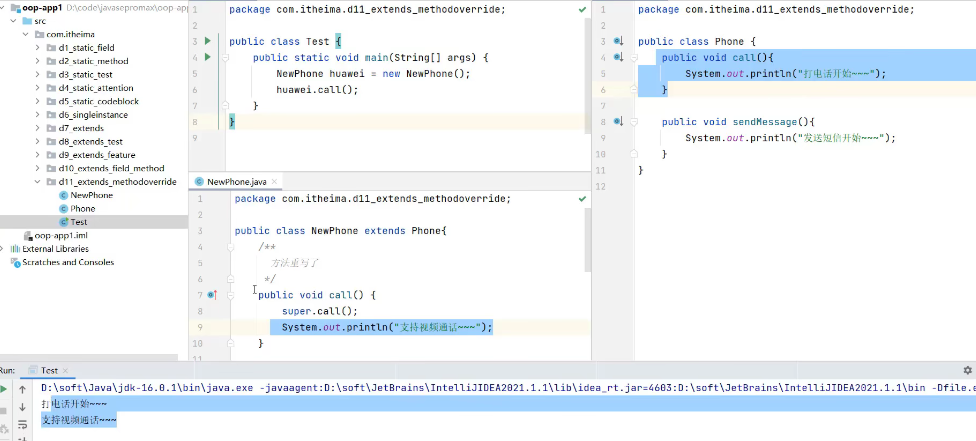 oop-app1 D:\code\javasepromax\oop-app
src
com.itheima
d1_static_field
d2_static_method
d3_static_test
d4_static_attention
d5_static_codeblock
d6_singleinstance
d7_extends
d8_extends_test
d9_extends_feature
d10_extends_field_method
d11_extends_methodoverride
NewPhone
Phone
Test
oop-app1.iml
External Libraries
Scratches and Consoles
1 package com.itheima.d11_extends_methodoverride;
2
3 public class Test {
4 public static void main(String[] args) {
5 NewPhone huawei = new NewPhone();
6 huawei.call();
7 }
8 }
9
NewPhone.java
1 package com.itheima.d11_extends_methodoverride;
2
3 public class NewPhone extends Phone{
4 /**
5 方法重写了
6 */
7 public void call() {
8 super.call();
9 System.out.println("支持视频通话~~~");
10 }
11
1 package com.itheima.d11_extends_methodoverride;
2
3 public class Phone {
4 public void call(){
5 System.out.println("打电话开始~~~");
6 }
7
8 public void sendMessage(){
9 System.out.println("发送短信开始~~~");
10 }
11 }
12
Run: Test
D:\soft\Java\jdk-16.0.1\bin\java.exe -javaagent:D:\soft\JetBrains\IntelliJIDEA2021.1.1\lib\idea_rt.jar=4603:D:\soft\JetBrains\IntelliJIDEA2021.1.1\bin -Dfile.e
打电话开始~~~
支持视频通话~~~